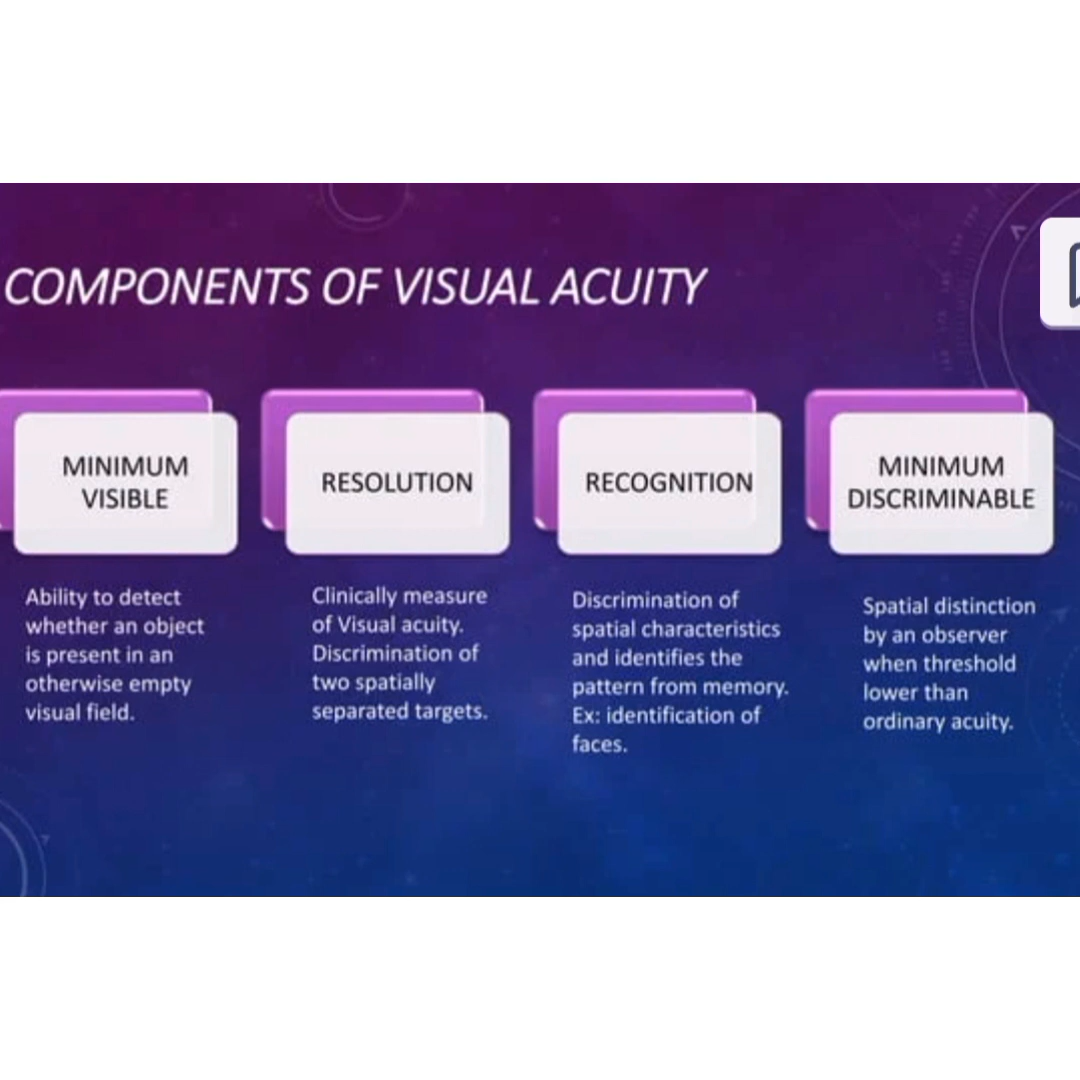 COMPONENTS OF VISUAL ACUITY
MINIMUM
VISIBLE
Ability to detect
whether an object
is present in an
otherwise empty
visual field.
RESOLUTION
Clinically measure
of Visual acuity.
Discrimination of
two spatially
separated targets.
RECOGNITION
Discrimination of
spatial characteristics
and identifies the
pattern from memory.
Ex: identification of
faces.
MINIMUM
DISCRIMINABLE
Spatial distinction
by an observer
when threshold
lower than
ordinary acuity.